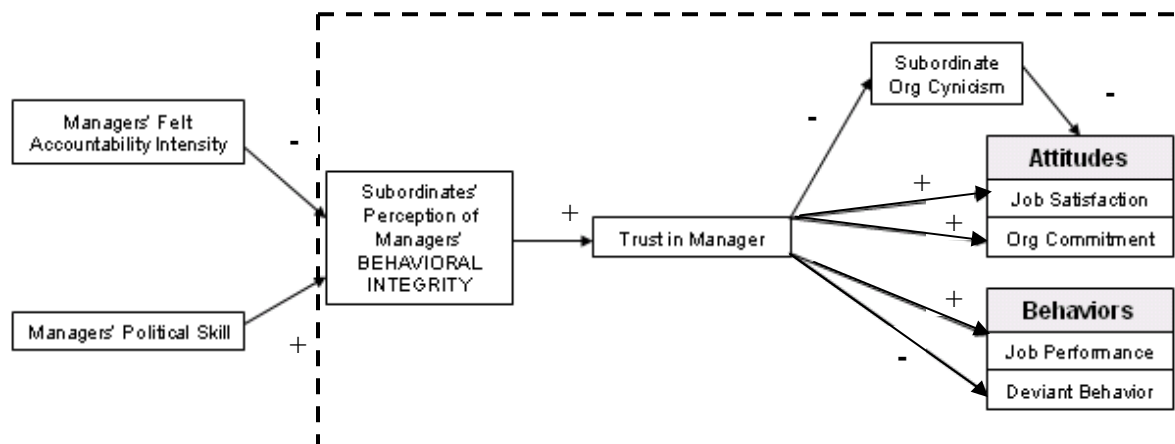 Managers' Felt
Accountability Intensity
-
Managers' Political Skill
+
Subordinates'
Perception of
Managers'
BEHAVIORAL
INTEGRITY
+
Trust in Manager
-
Subordinate
Org Cynicism
-
+
+
Attitudes
Job Satisfaction
Org Commitment
+
-
Behaviors
Job Performance
Deviant Behavior